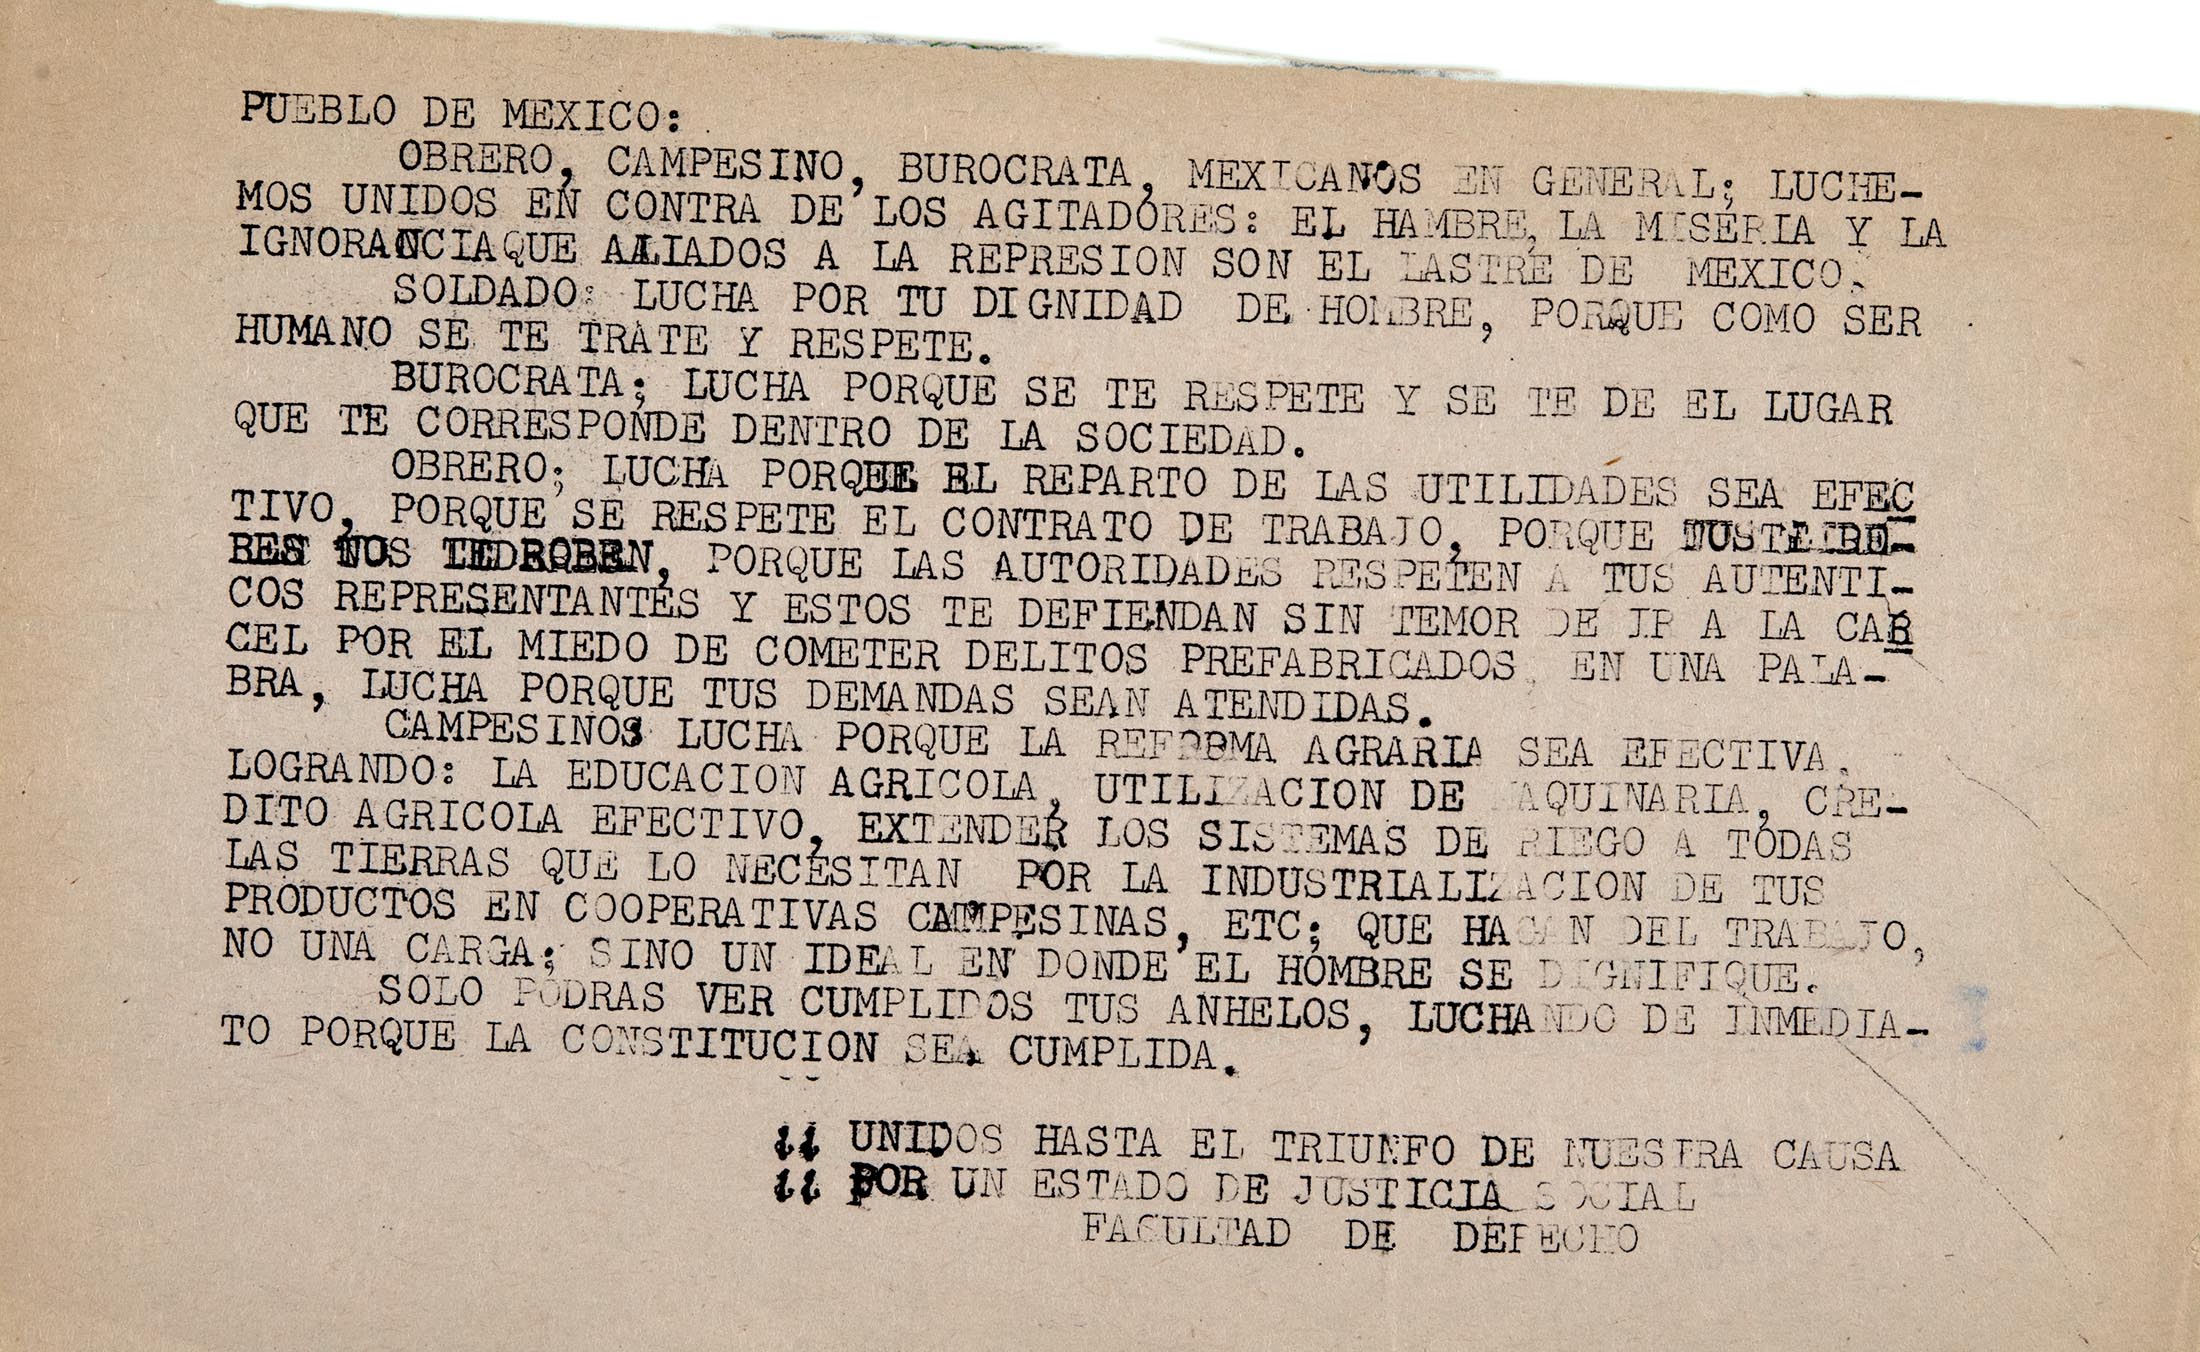 PUEBLO DE MEXICO:
OBRERO, CAMPESINO, BUROCRATA, MEXICANOS EN GENERAL; LUCHE-
MOS UNIDOS EN CONTRA DE LOS AGITADORES: EL HAMBRE, LA MISERIA Y LA
IGNORANCIA QUE ALIADOS A LA REPRESION SON EL LASTRE DE MEXICO.
SOLDADO: LUCHA POR TU DIGNIDAD DE HOMBRE, PORQUE COMO SER
HUMANO SE TE TRATE Y RESPETE.
BUROCRATA; LUCHA PORQUE SE TE RESPETE Y SE TE DE EL LUGAR
QUE TE CORRESPONDE DENTRO DE LA SOCIEDAD.
OBRERO; LUCHA PORQUE EL REPARTO DE LAS UTILIDADES SEA EFEC
TIVO, PORQUE SE RESPETE EL CONTRATO DE TRABAJO, PORQUE
NO TE ROBEN, PORQUE LAS AUTORIDADES RESPETEN A TUS AUTENTI-
COS REPRESENTANTES Y ESTOS TE DEFIENDAN SIN TEMOR DE IR A LA CAR
CEL POR EL MIEDO DE COMETER DELITOS PREFABRICADOS, EN UNA PALA-
BRA, LUCHA PORQUE TUS DEMANDAS SEAN ATENDIDAS.
CAMPESINO; LUCHA PORQUE LA REFORMA AGRARIA SEA EFECTIVA,
LOGRANDO: LA EDUCACION AGRICOLA, UTILIZACION DE MAQUINARIA, CRE-
DITO AGRICOLA EFECTIVO, EXTENDER LOS SISTEMAS DE RIEGO A TODAS
LAS TIERRAS QUE LO NECESITAN POR LA INDUSTRIALIZACION DE TUS
PRODUCTOS EN COOPERATIVAS CAMPESINAS, ETC; QUE HAGAN DEL TRABAJO,
NO UNA CARGA; SINO UN IDEAL EN DONDE EL HOMBRE SE DIGNIFIQUE.
SOLO PODRAS VER CUMPLIDOS TUS ANHELOS, LUCHANDO DE INMEDIA-
TO PORQUE LA CONSTITUCION SEA CUMPLIDA.
¡¡ UNIDOS HASTA EL TRIUNFO DE NUESTRA CAUSA
¡¡ POR UN ESTADO DE JUSTICIA SOCIAL
FACULTAD DE DERECHO